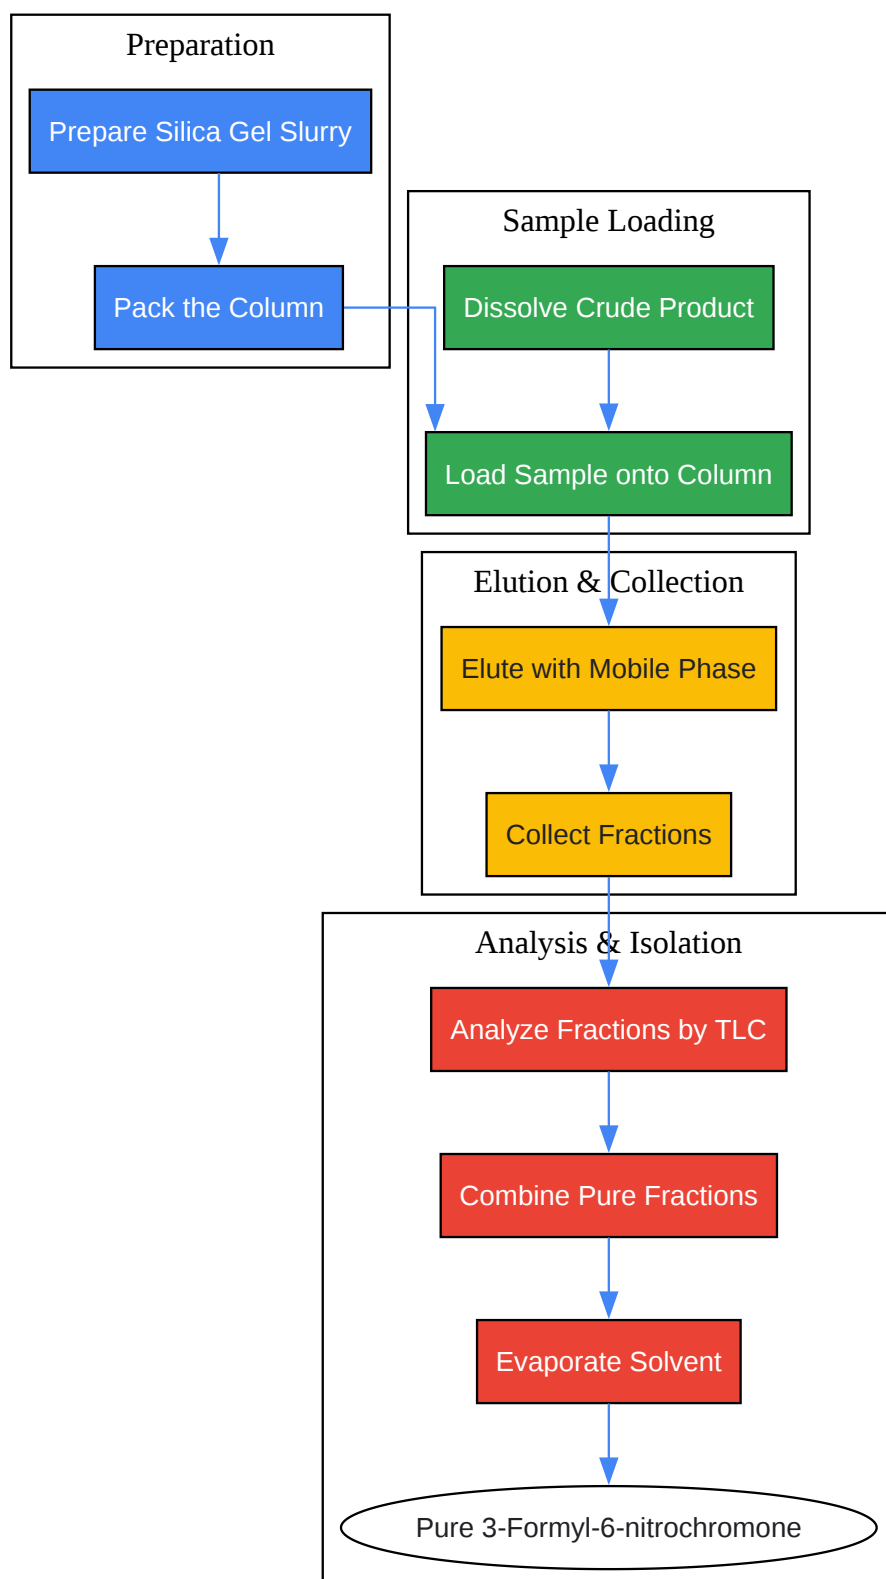 Preparation
Prepare Silica Gel Slurry
Pack the Column
Sample Loading
Dissolve Crude Product
Load Sample onto Column
Elution & Collection
Elute with Mobile Phase
Collect Fractions
Analysis & Isolation
Analyze Fractions by TLC
Combine Pure Fractions
Evaporate Solvent
Pure 3-Formyl-6-nitrochromone